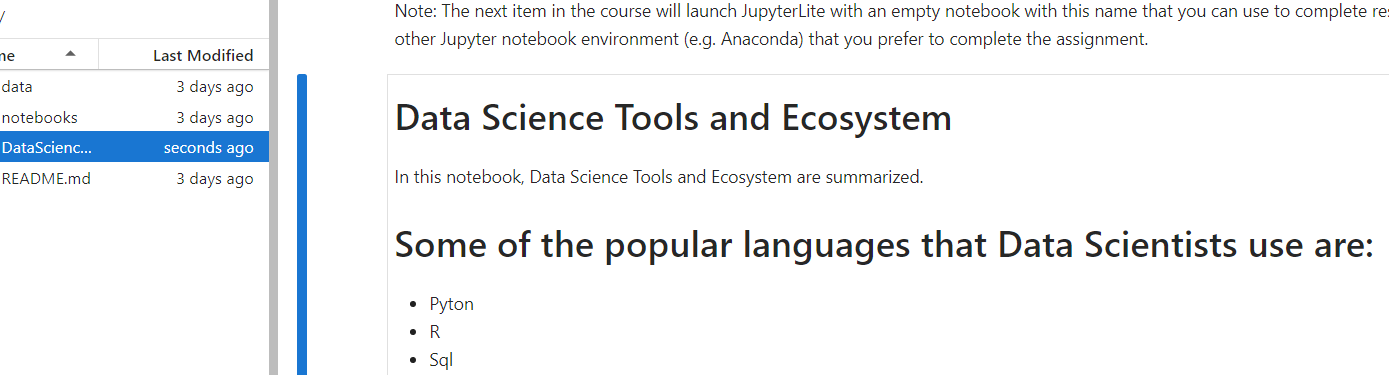 /
Note: The next item in the course will launch JupyterLite with an empty notebook with this name that you can use to complete
other Jupyter notebook environment (e.g. Anaconda) that you prefer to complete the assignment.
Last Modified
data 3 days ago
notebooks 3 days ago
DataScienc... seconds ago
README.md 3 days ago
Data Science Tools and Ecosystem
In this notebook, Data Science Tools and Ecosystem are summarized.
Some of the popular languages that Data Scientists use are:
• Pyton
• R
• Sql